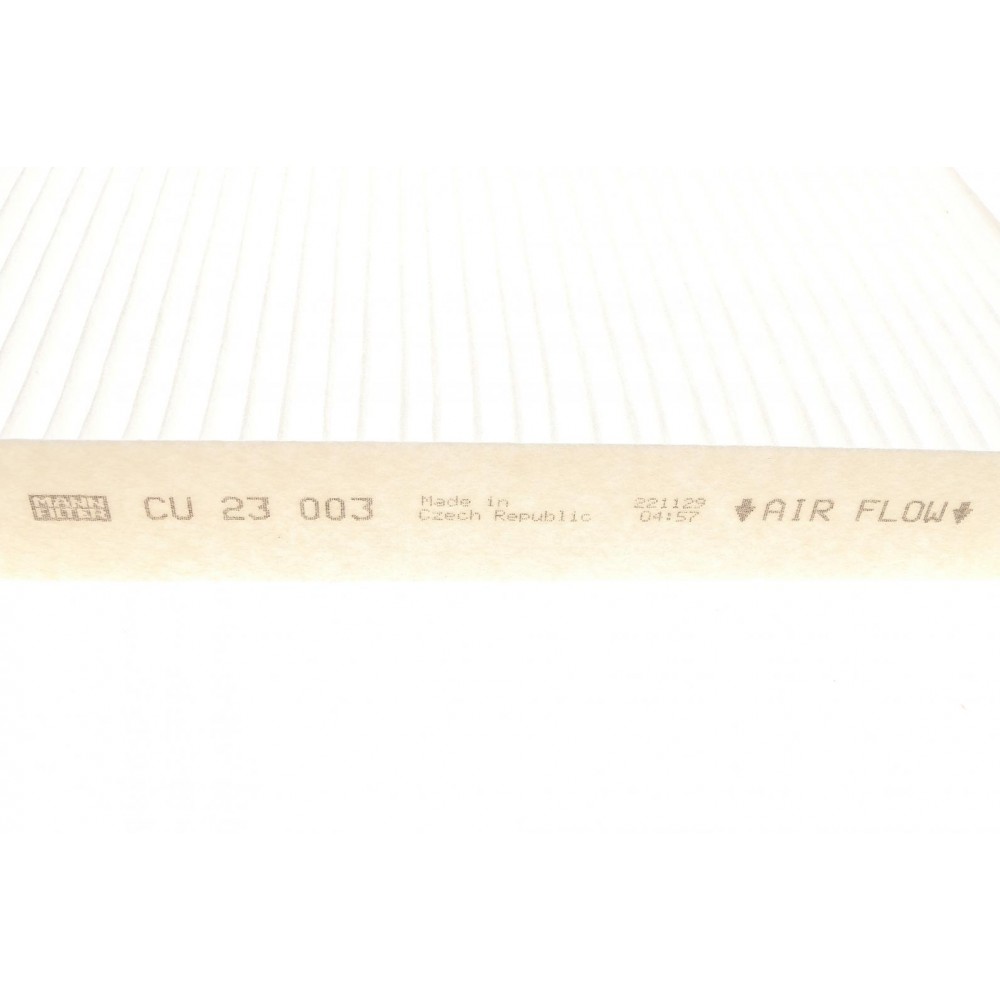 MANN
FILTER
CU 23 003
Made in
Czech Republic
221129
04:57
AIR FLOW